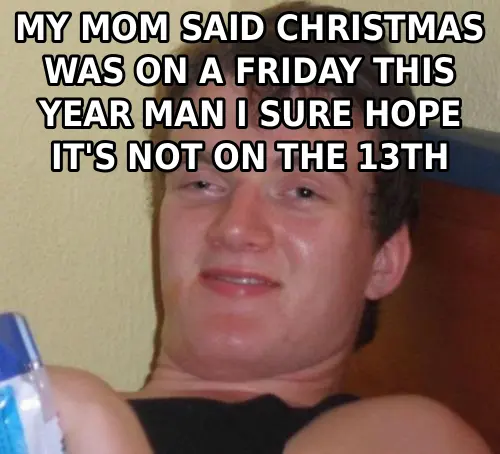 MY MOM SAID CHRISTMAS
WAS ON A FRIDAY THIS
YEAR MAN I SURE HOPE
IT'S NOT ON THE 13TH